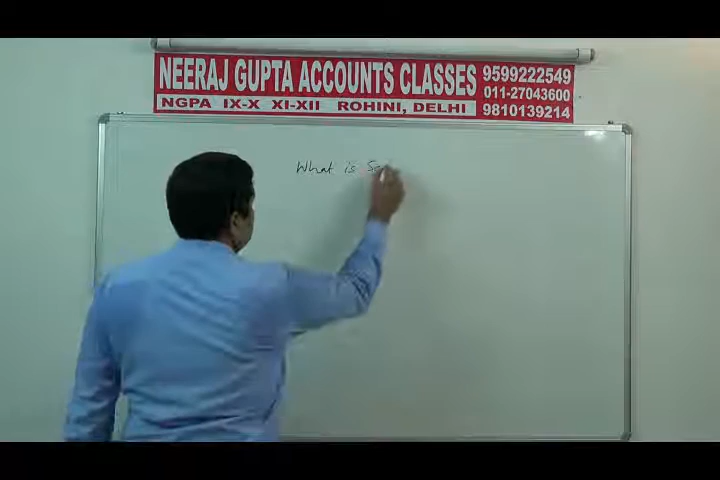 NEERAJ GUPTA ACCOUNTS CLASSES
NGPA IX-X XI-XII ROHINI, DELHI
9599222549
011-27043600
9810139214
What is